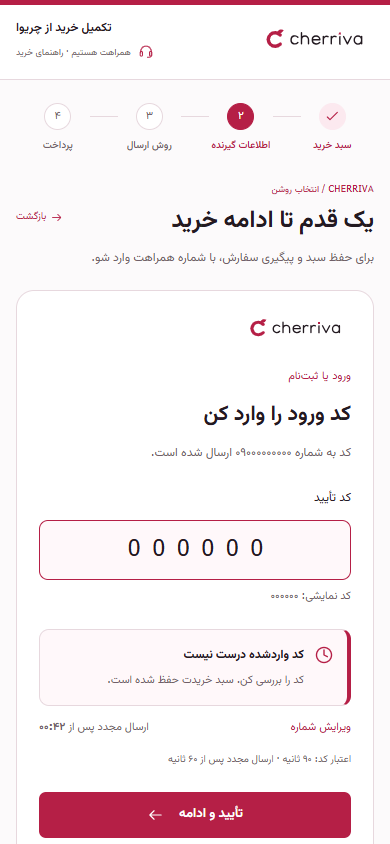 تکمیل خرید از چریوا
همراهت هستیم · راهنمای خرید
cherriva
سبد خرید
۲
اطلاعات گیرنده
۳
روش ارسال
۴
پرداخت
CHERRIVA / انتخاب روشن
یک قدم تا ادامه خرید
بازگشت
برای حفظ سبد و پیگیری سفارش، با شماره همراهت وارد شو.
cherriva
ورود یا ثبت‌نام
کد ورود را وارد کن
کد به شماره ۰۹۰۰۰۰۰۰۰۰۰ ارسال شده است.
کد تأیید
0 0 0 0 0 0
کد نمایشی: ۰۰۰۰۰۰
کد واردشده درست نیست
کد را بررسی کن. سبد خریدت حفظ شده است.
ویرایش شماره
ارسال مجدد پس از ۰۰:۴۲
اعتبار کد: ۹۰ ثانیه · ارسال مجدد پس از ۶۰ ثانیه
تأیید و ادامه